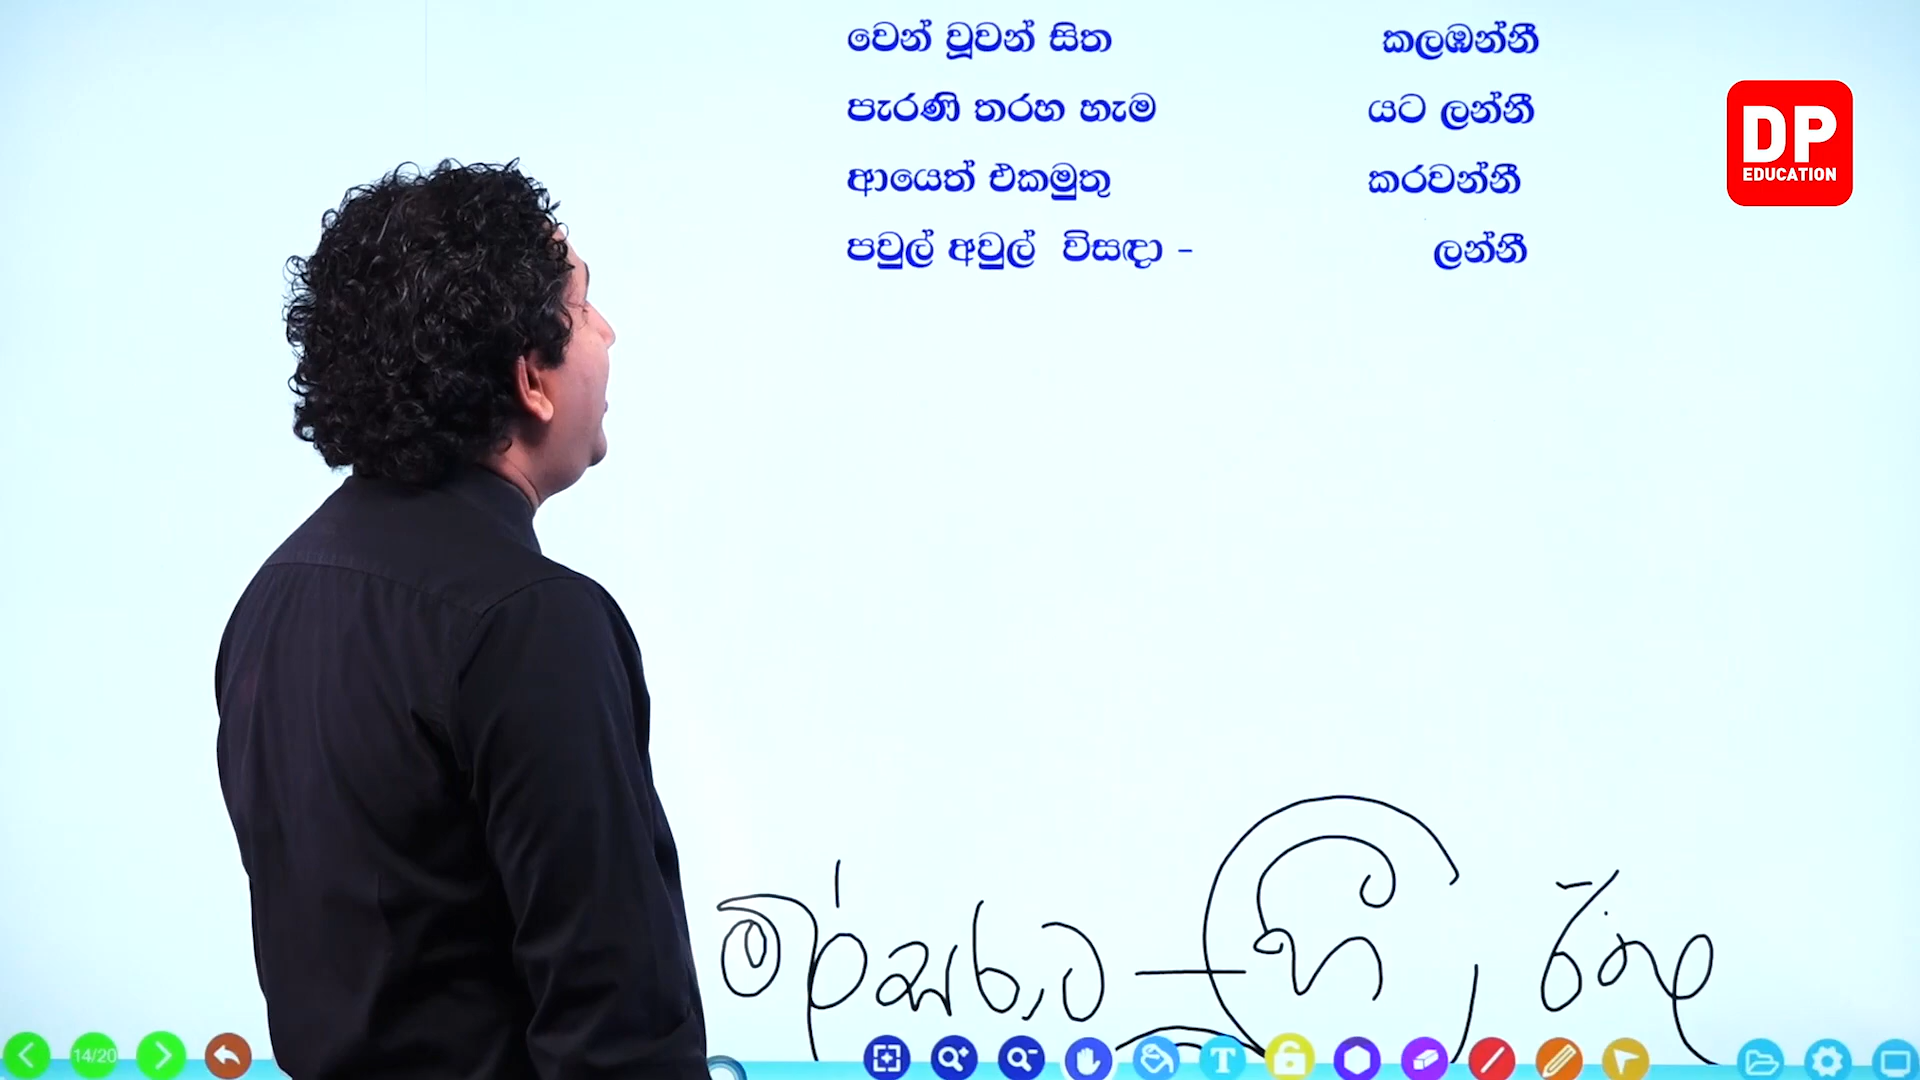 වෙන් වූවන් සිත කලඹන්නී
පැරණි තරහ හැම යට ලන්නී
ආයෙත් එකමුතු කරවන්නී
පවුල් අවුල් විසඳා - ලන්නී
DP
EDUCATION
14/20
T